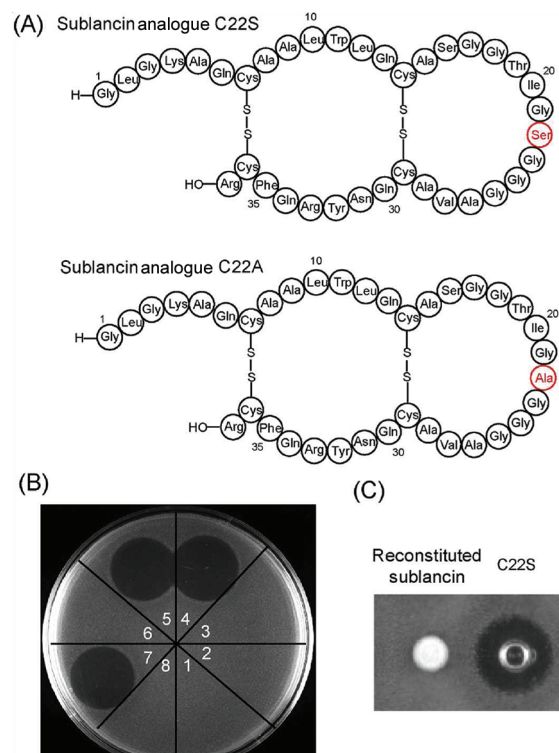 (A)
Sublancin analogue C22S
10
1
H Gly Leu Gly Lys Ala Gln Cys Ala Ala Leu Trp Leu Gln Cys Ala Ser Gly Gly Thr Ile Gly
20
S S
S S
Ser
HO Arg Cys Phe Gln Arg Tyr Asn Gln Cys Ala Val Ala Gly Gly Gly
35 30
Sublancin analogue C22A
10
1
H Gly Leu Gly Lys Ala Gln Cys Ala Ala Leu Trp Leu Gln Cys Ala Ser Gly Gly Thr Ile Gly
20
S S
S S
Ala
HO Arg Cys Phe Gln Arg Tyr Asn Gln Cys Ala Val Ala Gly Gly Gly
35 30
(B)
5 4
6 3
7 2
8 1
(C)
Reconstituted
sublancin
C22S